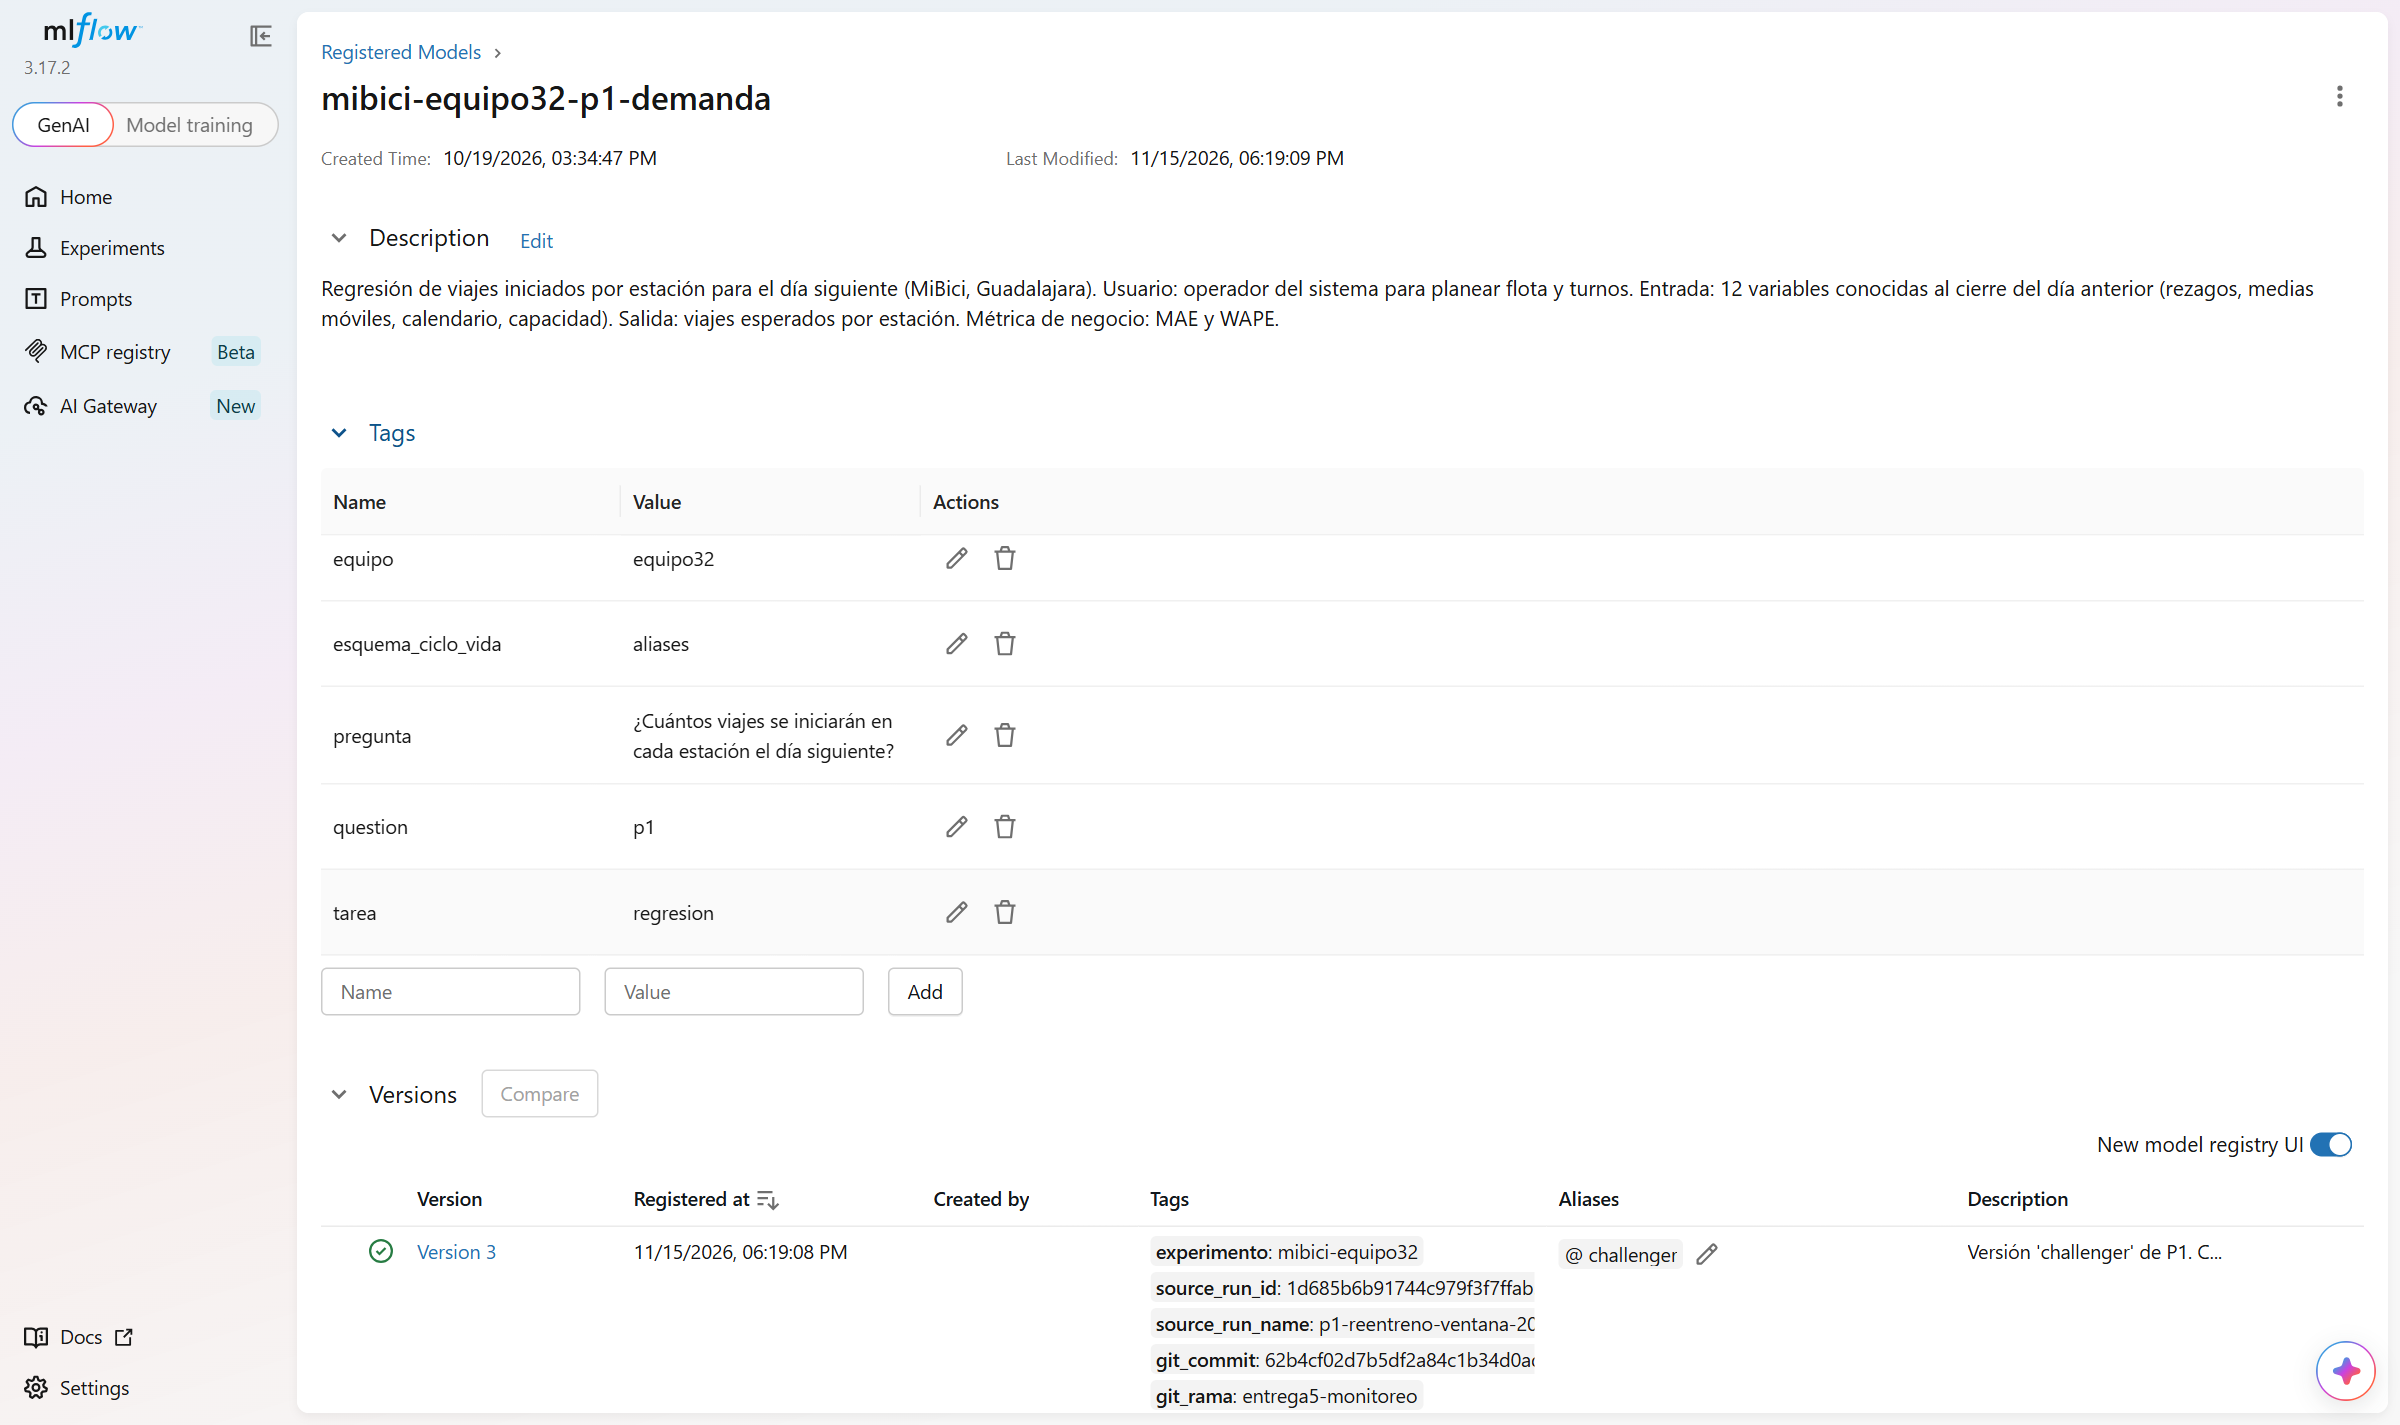 mlflow
3.17.2
GenAI
Model training
Home
Experiments
Prompts
MCP registry Beta
AI Gateway New
Docs
Settings
Registered Models
mibici-equipo32-p1-demanda
Created Time: 10/19/2026, 03:34:47 PM
Last Modified: 11/15/2026, 06:19:09 PM
Description Edit
Regresión de viajes iniciados por estación para el día siguiente (MiBici, Guadalajara). Usuario: operador del sistema para planear flota y turnos. Entrada: 12 variables conocidas al cierre del día anterior (rezagos, medias
móviles, calendario, capacidad). Salida: viajes esperados por estación. Métrica de negocio: MAE y WAPE.
Tags
Name Value Actions
equipo equipo32
esquema_ciclo_vida aliases
pregunta ¿Cuántos viajes se iniciarán en
cada estación el día siguiente?
question p1
tarea regresion
Name Value Add
Versions Compare
New model registry UI
Version Registered at Created by Tags Aliases Description
Version 3 11/15/2026, 06:19:08 PM experimento: mibici-equipo32 @ challenger Versión 'challenger' de P1. C...
source_run_id: 1d685b6b91744c979f3f7ffab
source_run_name: p1-reentreno-ventana-20
git_commit: 62b4cf02d7b5df2a84c1b34d0a
git_rama: entrega5-monitoreo